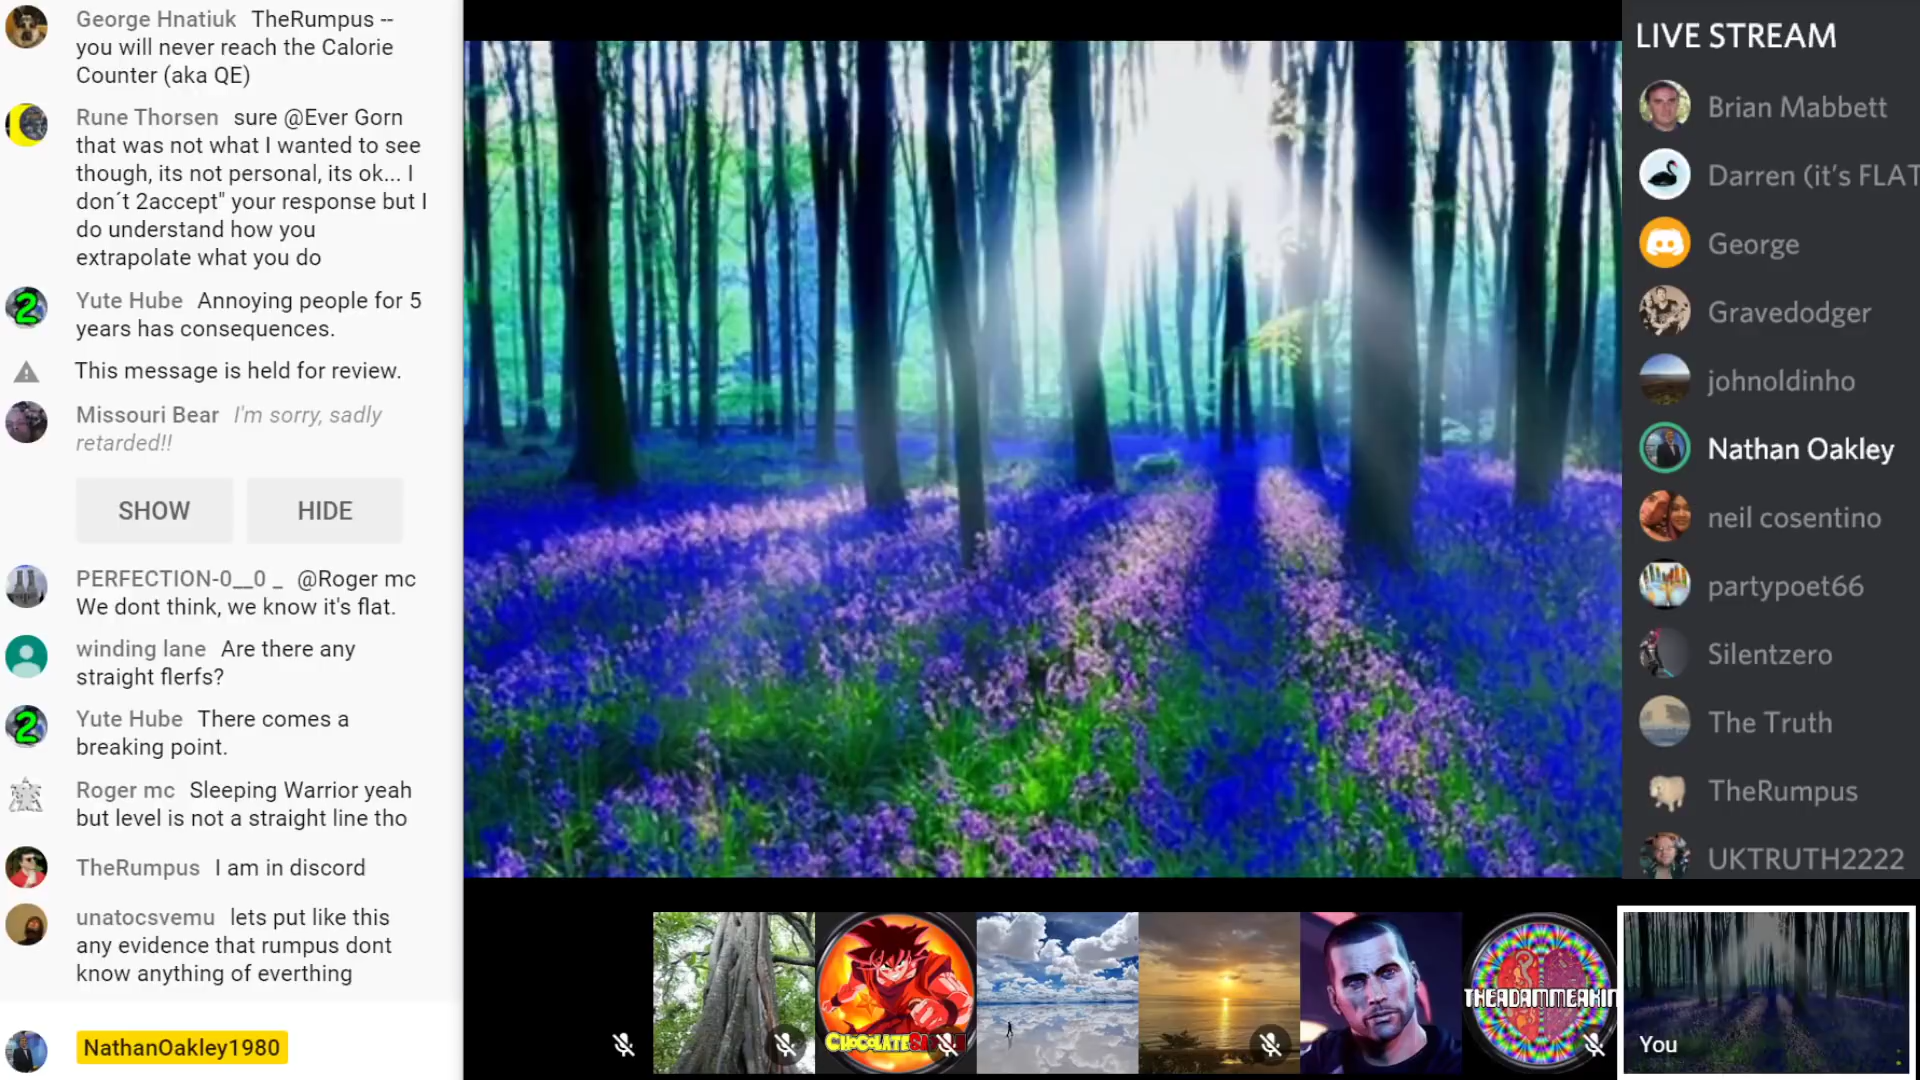 George Hnatiuk TheRumpus --
you will never reach the Calorie
Counter (aka QE)
Rune Thorsen sure @Ever Gorn
that was not what I wanted to see
though, its not personal, its ok... I
don´t 2accept" your response but I
do understand how you
extrapolate what you do
Yute Hube Annoying people for 5
years has consequences.
This message is held for review.
Missouri Bear I'm sorry, sadly
retarded!!
SHOW HIDE
PERFECTION-0__0 _ @Roger mc
We dont think, we know it's flat.
winding lane Are there any
straight flerfs?
Yute Hube There comes a
breaking point.
Roger mc Sleeping Warrior yeah
but level is not a straight line tho
TheRumpus I am in discord
unatocsvemu lets put like this
any evidence that rumpus dont
know anything of everthing
NathanOakley1980
LIVE STREAM
Brian Mabbett
Darren (it's FLAT
George
Gravedodger
johnoldinho
Nathan Oakley
neil cosentino
partypoet66
Silentzero
The Truth
TheRumpus
UKTRUTH2222
THEADAMMEAKIN
You